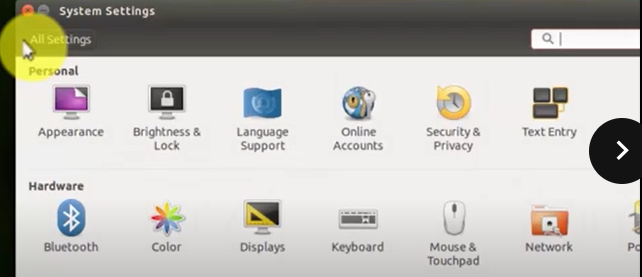 System Settings
All Settings
Personal
Appearance
Brightness &
Lock
Language
Support
Online
Accounts
Security &
Privacy
Text Entry
Hardware
Bluetooth
Color
Displays
Keyboard
Mouse &
Touchpad
Network